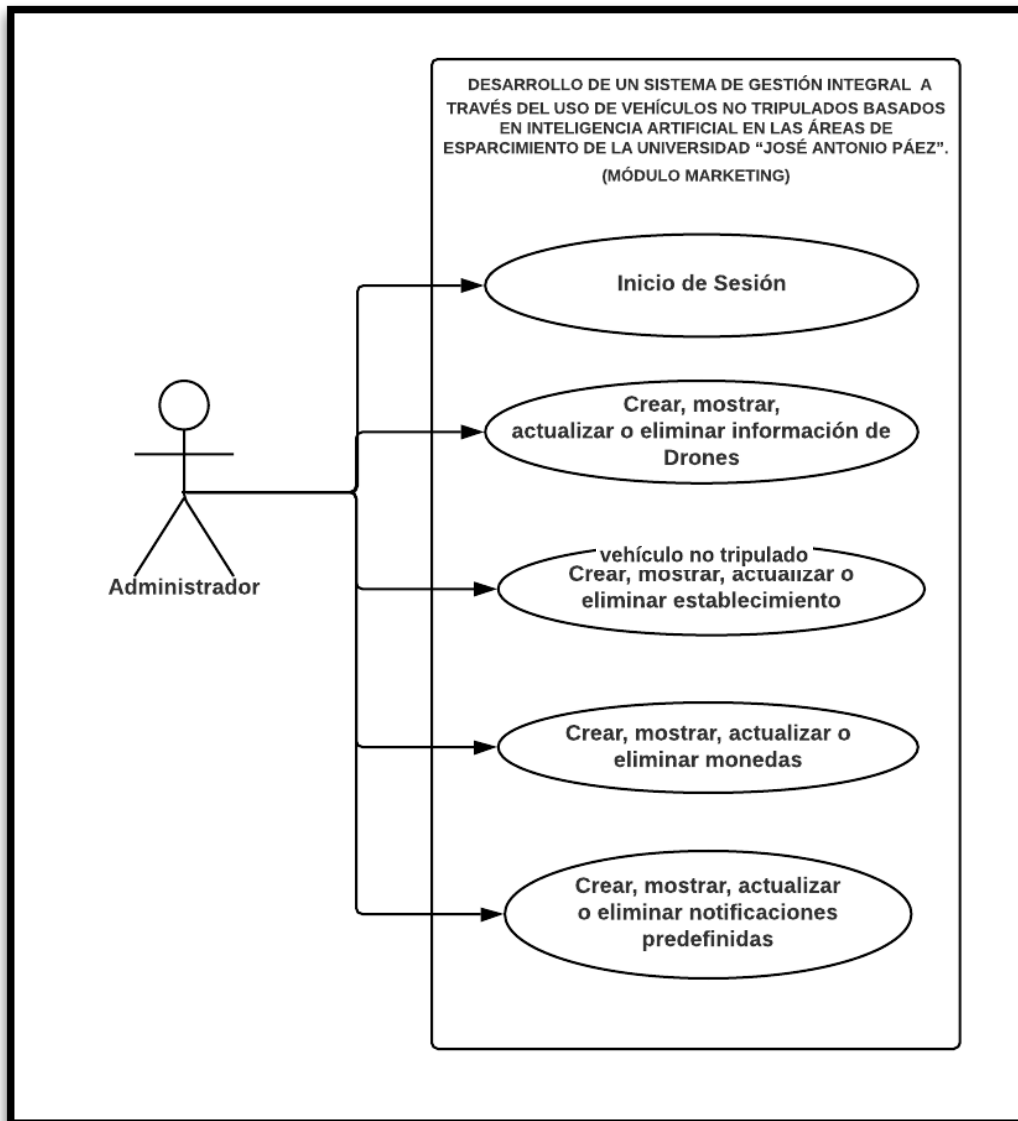 DESARROLLO DE UN SISTEMA DE GESTIÓN INTEGRAL A
TRAVÉS DEL USO DE VEHÍCULOS NO TRIPULADOS BASADOS
EN INTELIGENCIA ARTIFICIAL EN LAS ÁREAS DE
ESPARCIMIENTO DE LA UNIVERSIDAD “JOSÉ ANTONIO PÁEZ”.
(MÓDULO MARKETING)
Inicio de Sesión
Crear, mostrar,
actualizar o eliminar información de
Drones
Administrador
vehículo no tripulado
Crear, mostrar, actualizar o
eliminar establecimiento
Crear, mostrar, actualizar o
eliminar monedas
Crear, mostrar, actualizar
o eliminar notificaciones
predefinidas